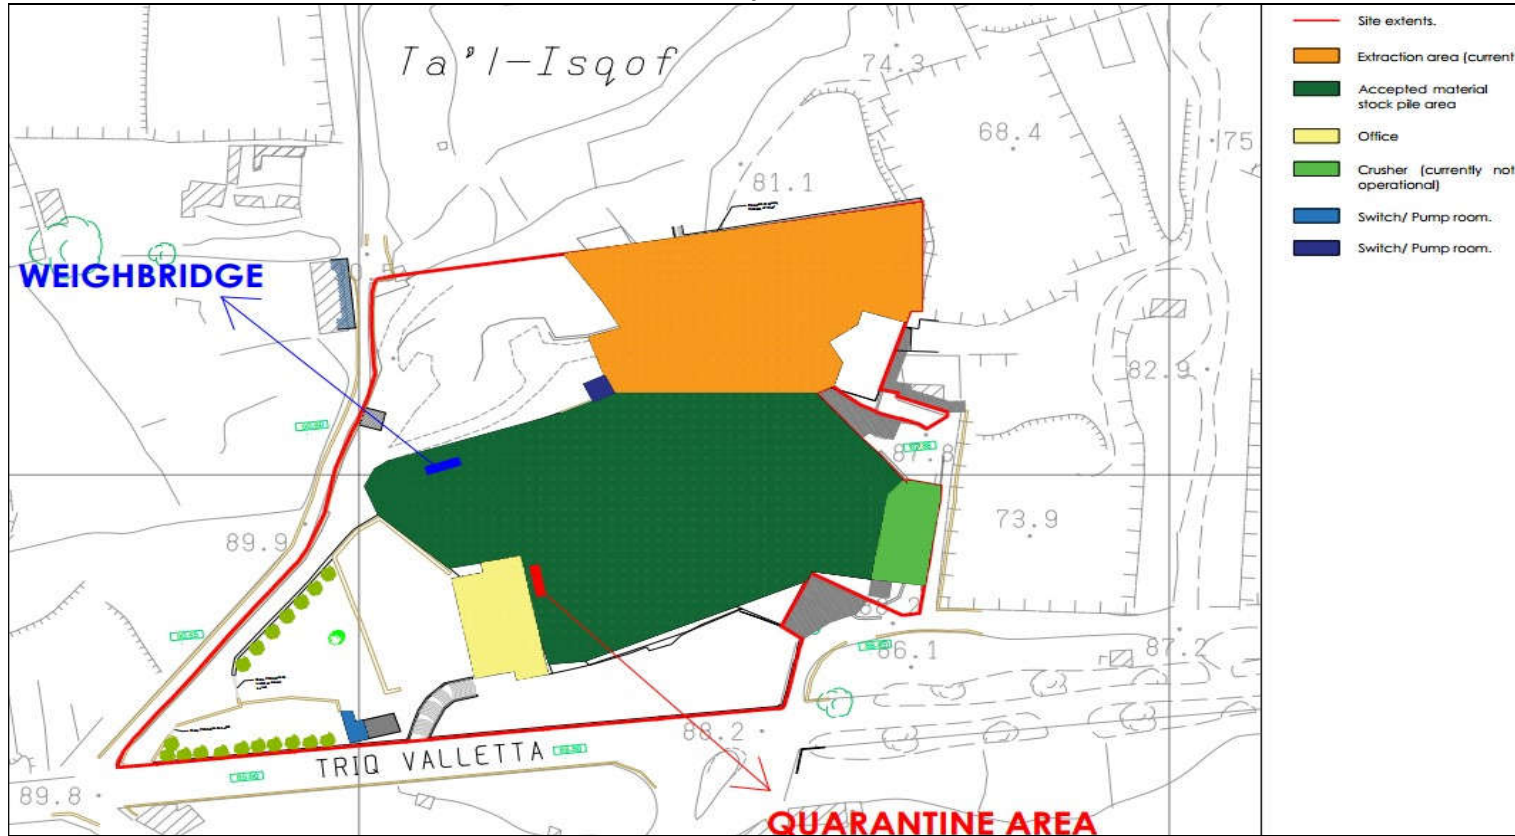 Ta'l-Isqof
74.3
68.4
75
81.1
WEIGHBRIDGE
82.9
87.8
73.9
89.9
86.1
87.2
88.2
TRIQ VALLETTA
89.8
QUARANTINE AREA
Site extents.
Extraction area (current
Accepted material
stock pile area
Office
Crusher (currently not
operational)
Switch/ Pump room.
Switch/ Pump room.